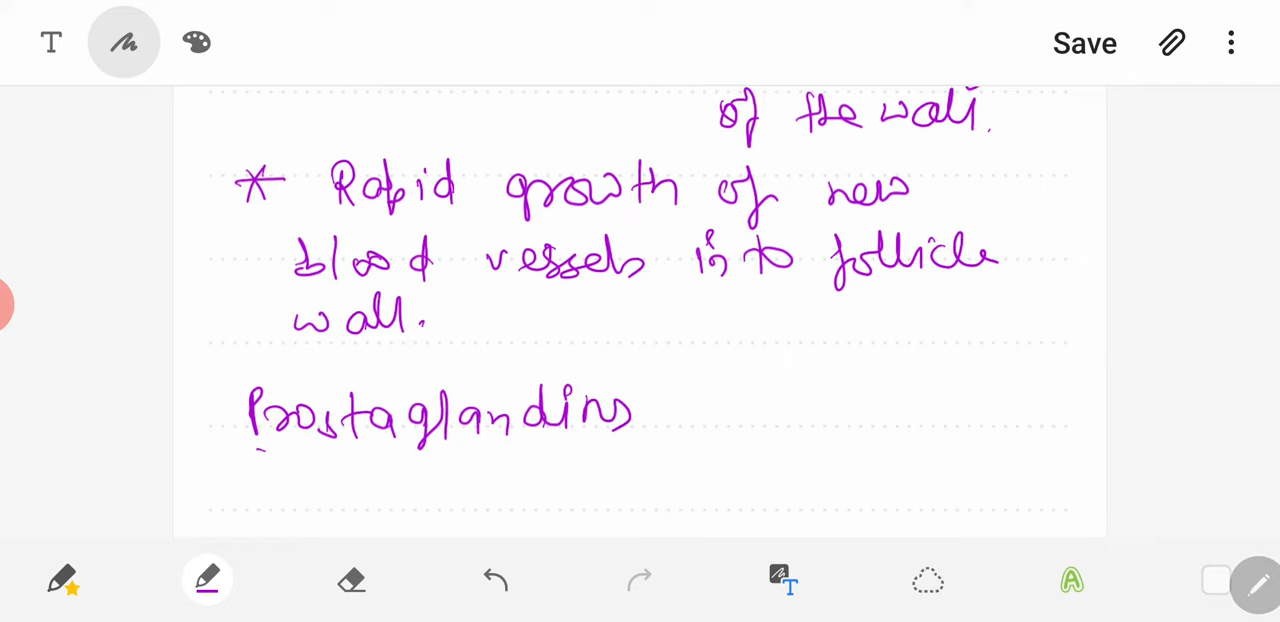 T
Save
of the wall.
* Rapid growth of new
blood vessels into follicle
wall.
Prostaglandins
T
A